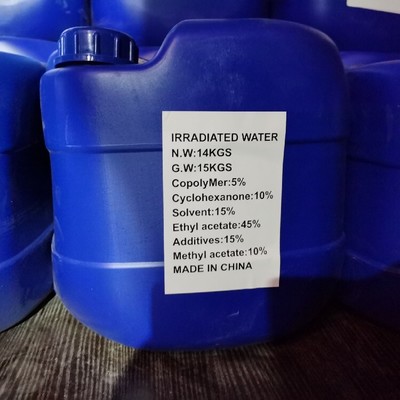 IRRADIATED WATER
N.W:14KGS
G.W:15KGS
CopolyMer:5%
Cyclohexanone:10%
Solvent:15%
Ethyl acetate:45%
Additives:15%
Methyl acetate:10%
MADE IN CHINA